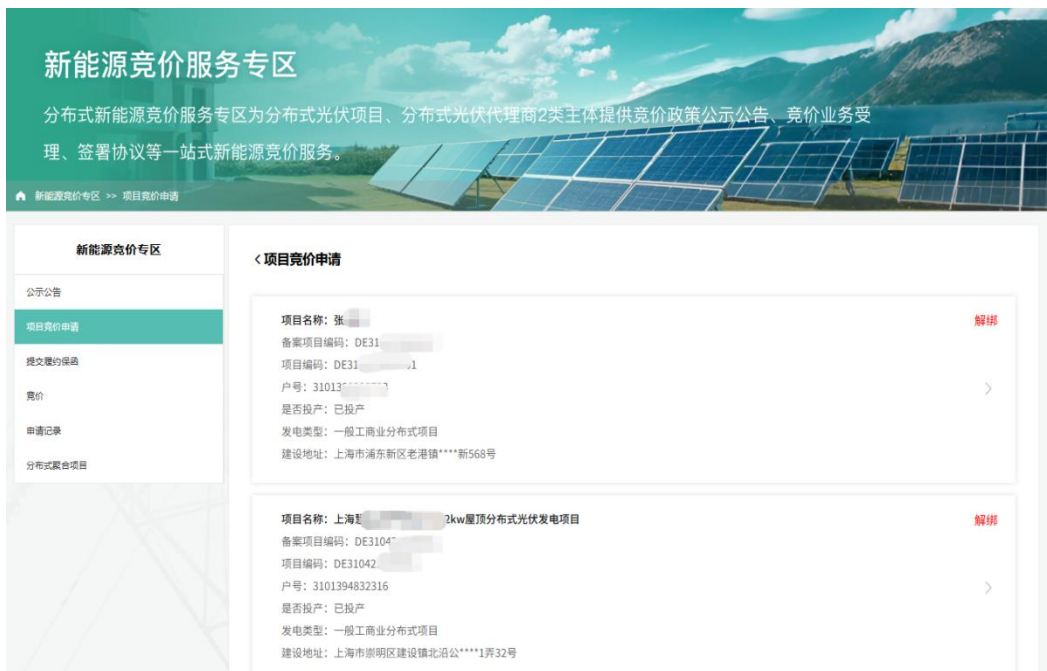 新能源竞价服务专区
分布式新能源竞价服务专区为分布式光伏项目、分布式光伏代理商2类主体提供竞价政策公示公告、竞价业务受
理、签署协议等一站式新能源竞价服务。
新能源竞价专区 >> 项目竞价申请
新能源竞价专区
公示公告
项目竞价申请
提交履约保函
竞价
申请记录
分布式聚合项目
<项目竞价申请
项目名称：张
解绑
备案项目编码：DE31
项目编码：DE31 1
户号：31013
是否投产：已投产
发电类型：一般工商业分布式项目
建设地址：上海市浦东新区老港镇****新568号
项目名称：上海 2kw屋顶分布式光伏发电项目
解绑
备案项目编码：DE3104
项目编码：DE31042
户号：3101394832316
是否投产：已投产
发电类型：一般工商业分布式项目
建设地址：上海市崇明区建设镇北沿公****1弄32号